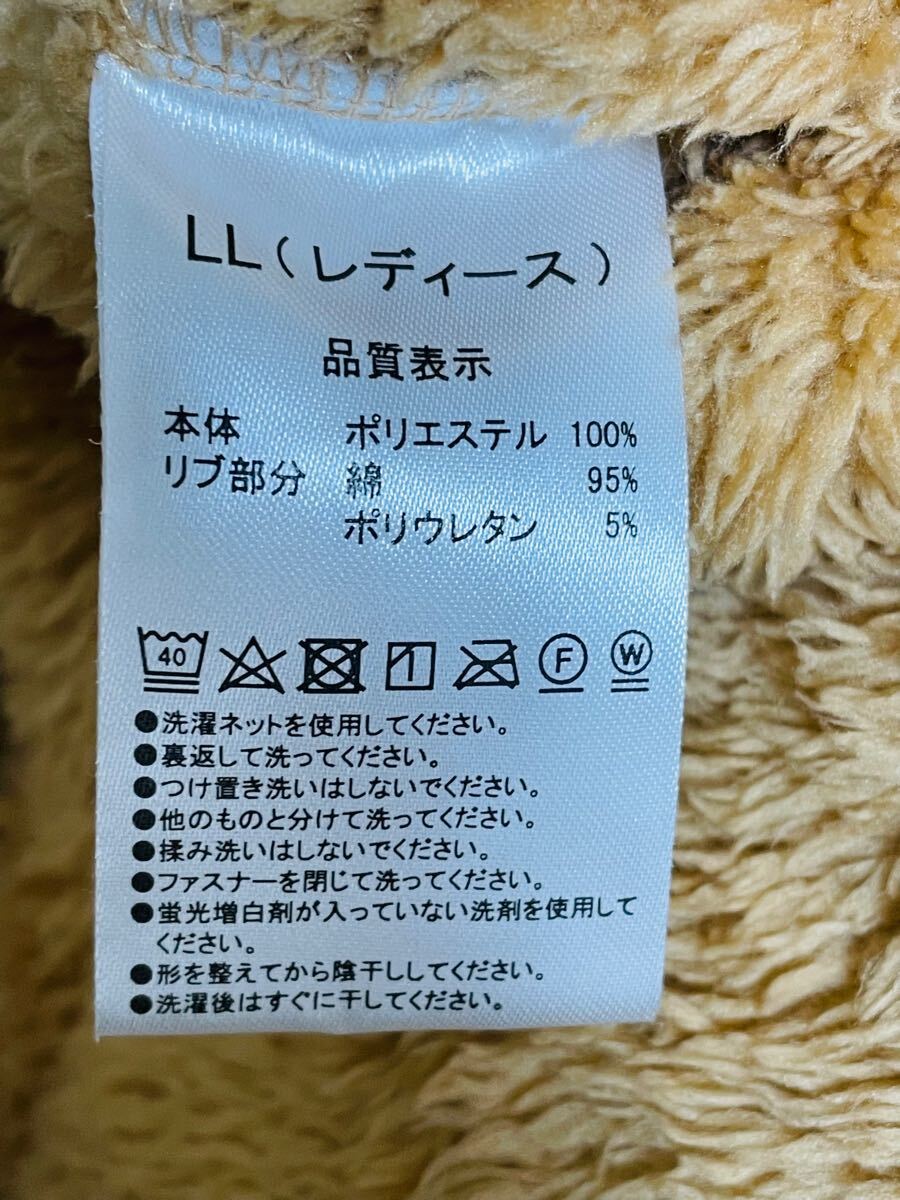 LL(レディース)
品質表示
本体 ポリエステル 100%
リブ部分 綿 95%
ポリウレタン 5%
40 F W
●洗濯ネットを使用してください。
●裏返して洗ってください。
●つけ置き洗いはしないでください。
●他のものと分けて洗ってください。
●揉み洗いはしないでください。
●ファスナーを閉じて洗ってください。
●蛍光増白剤が入っていない洗剤を使用して
ください。
●形を整えてから陰干ししてください。
●洗濯後はすぐに干してください。